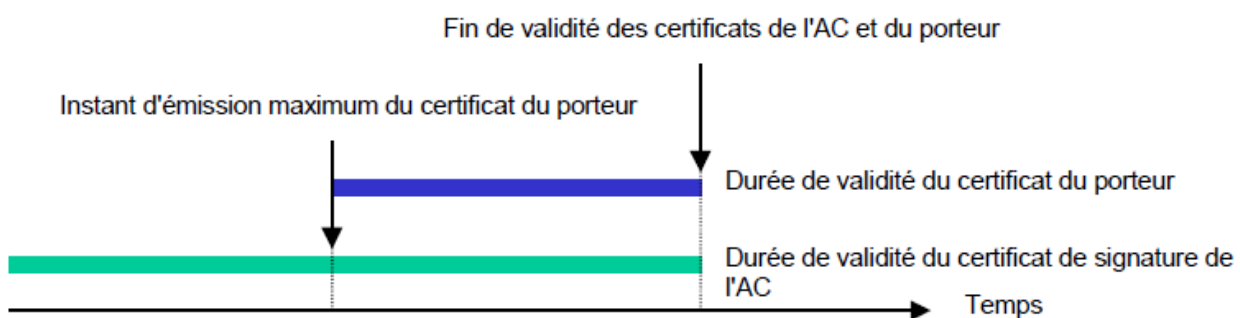 Fin de validité des certificats de l'AC et du porteur
Instant d'émission maximum du certificat du porteur
Durée de validité du certificat du porteur
Durée de validité du certificat de signature de
l'AC
Temps